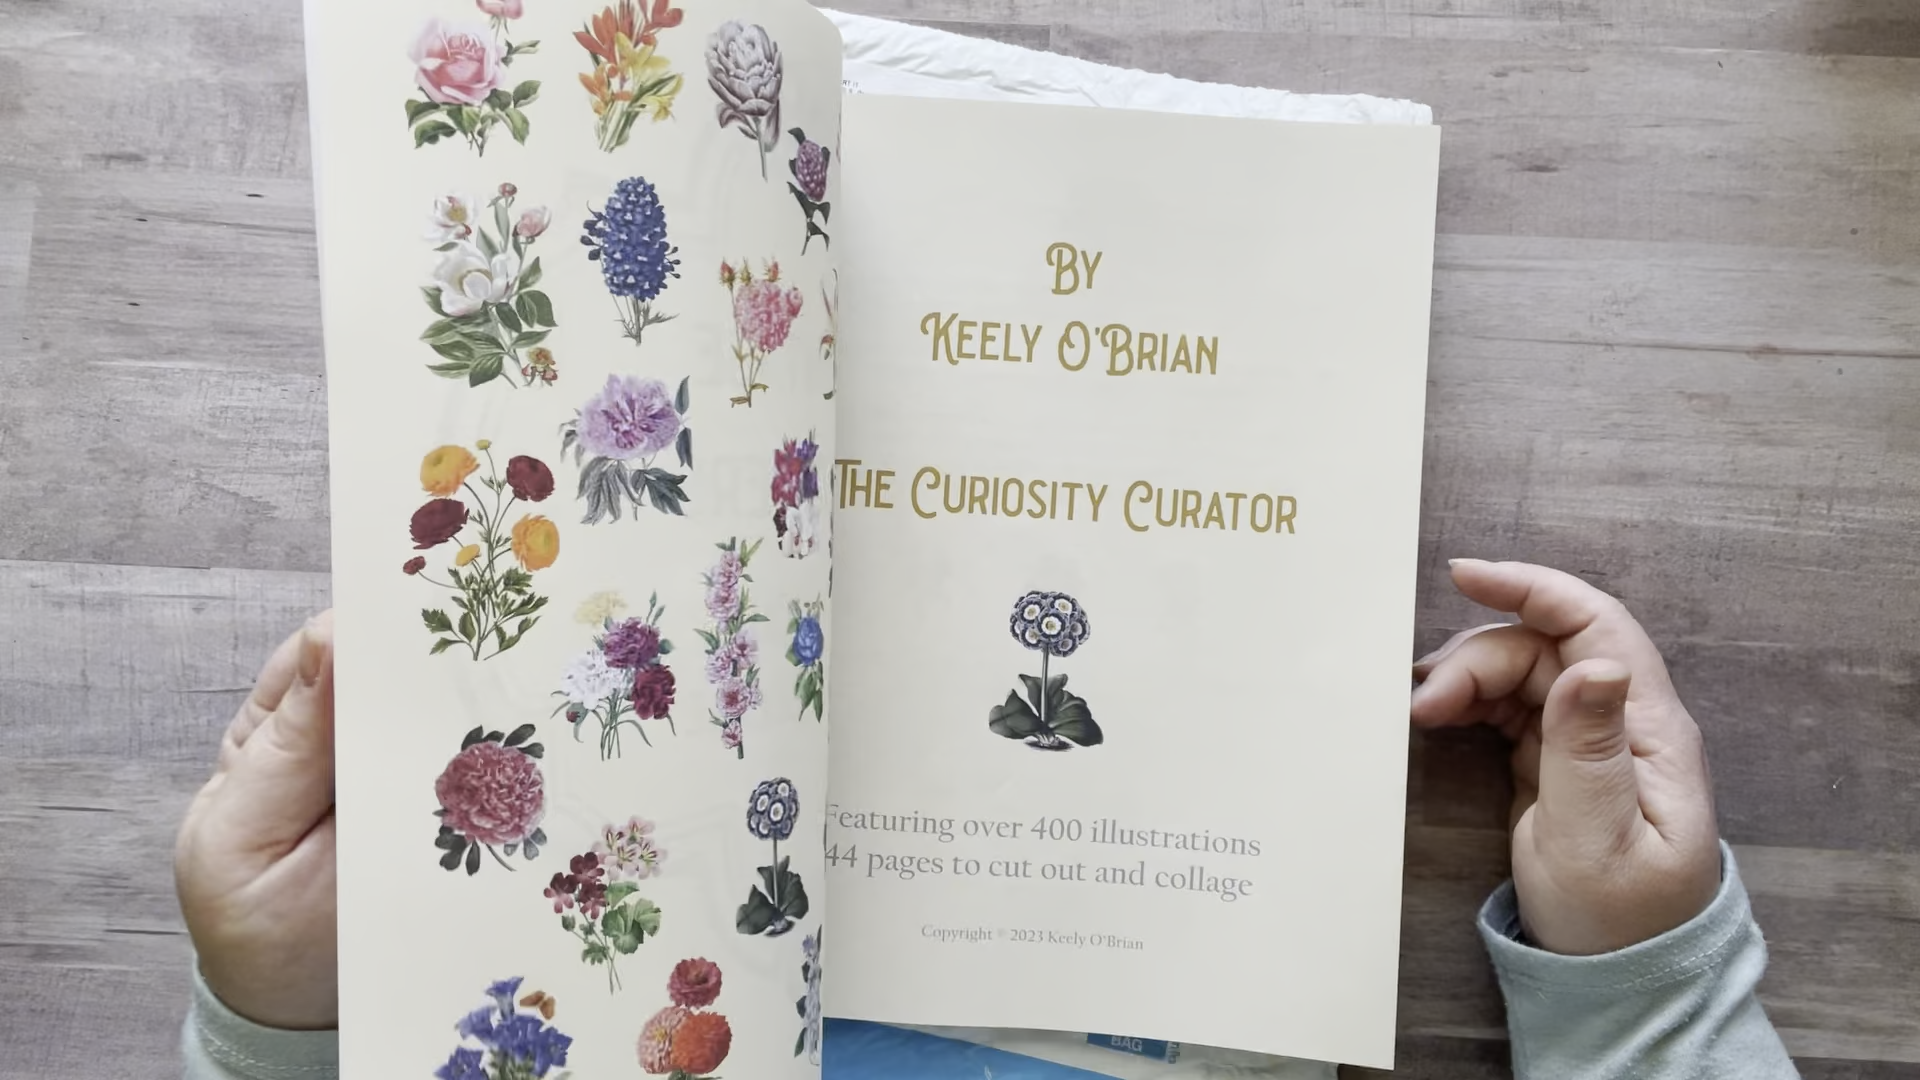 BY
KEELY O'BRIAN
THE CURIOSITY CURATOR
Featuring over 400 illustrations
44 pages to cut out and collage
Copyright © 2023 Keely O'Brian
BAG